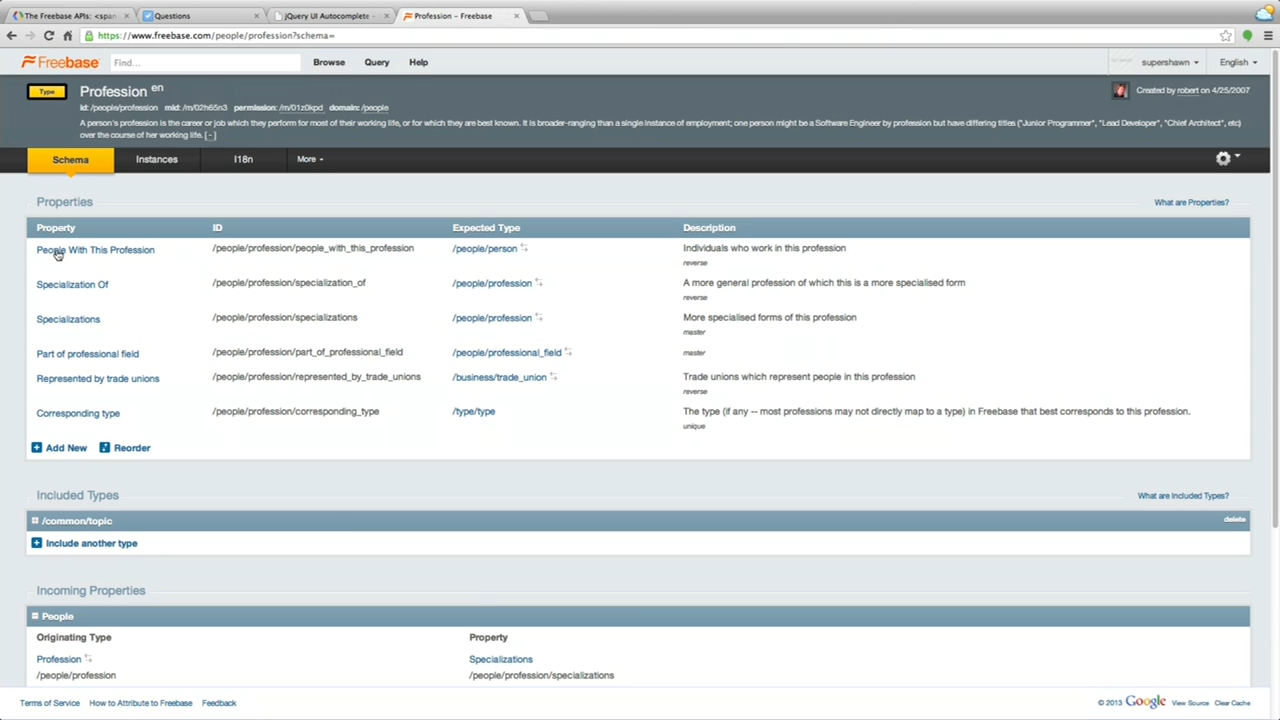 The Freebase APIs: <span
Questions
jQuery UI Autocomplete -
Profession – Freebase
https://www.freebase.com/people/profession?schema=
Freebase
Find...
Browse
Query
Help
supershawn
English
Type
Profession en
Created by robert on 4/25/2007
id: /people/profession mid: /m/02h65n3 permission: /m/01z0kpd domain: /people
A person's profession is the career or job which they perform for most of their working life, or for which they are best known. It is broader-ranging than a single instance of employment; one person might be a Software Engineer by profession but have differing titles ("Junior Programmer", "Lead Developer", "Chief Architect", etc)
over the course of her working life. [ - ]
Schema
Instances
I18n
More
Properties
What are Properties?
Property ID Expected Type Description
People With This Profession /people/profession/people_with_this_profession /people/person Individuals who work in this profession
reverse
Specialization Of /people/profession/specialization_of /people/profession A more general profession of which this is a more specialised form
reverse
Specializations /people/profession/specializations /people/profession More specialised forms of this profession
master
Part of professional field /people/profession/part_of_professional_field /people/professional_field master
Represented by trade unions /people/profession/represented_by_trade_unions /business/trade_union Trade unions which represent people in this profession
reverse
Corresponding type /people/profession/corresponding_type /type/type The type (if any -- most professions may not directly map to a type) in Freebase that best corresponds to this profession.
unique
Add New Reorder
Included Types
What are Included Types?
/common/topic
delete
Include another type
Incoming Properties
People
Originating Type Property
Profession Specializations
/people/profession /people/profession/specializations
Terms of Service How to Attribute to Freebase Feedback
© 2013 Google View Source Clear Cache